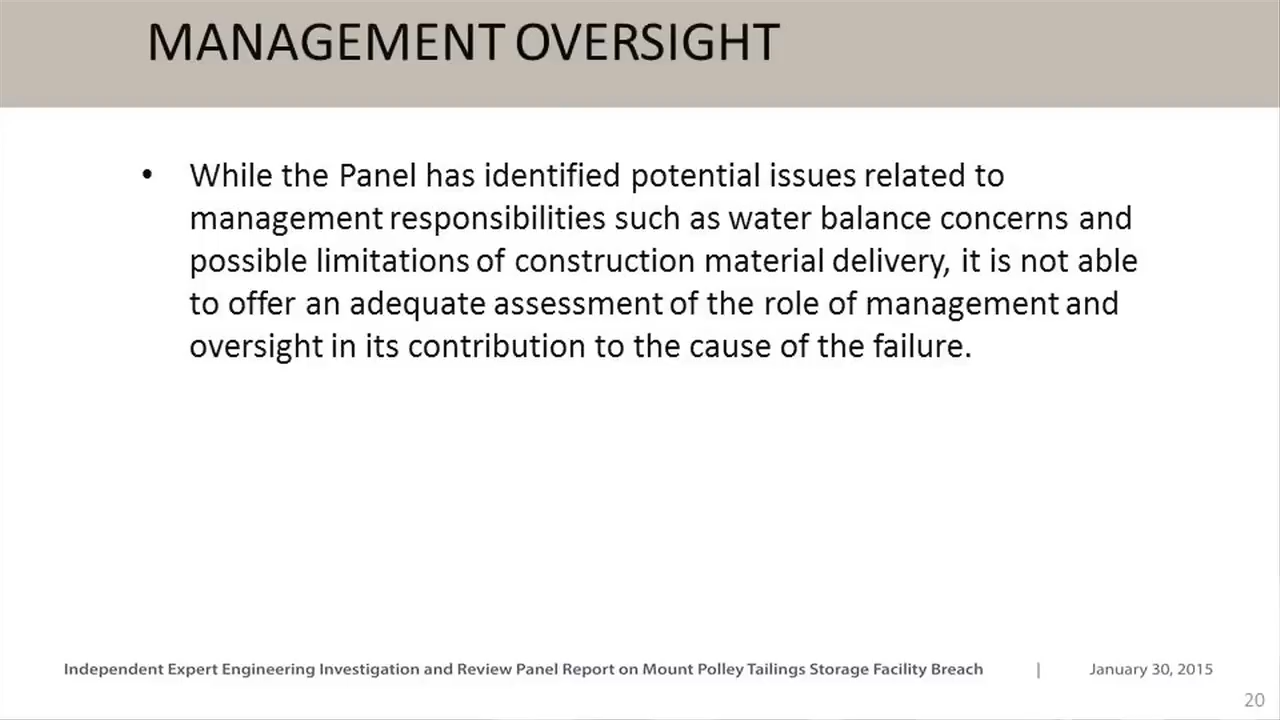 MANAGEMENT OVERSIGHT
• While the Panel has identified potential issues related to
management responsibilities such as water balance concerns and
possible limitations of construction material delivery, it is not able
to offer an adequate assessment of the role of management and
oversight in its contribution to the cause of the failure.
Independent Expert Engineering Investigation and Review Panel Report on Mount Polley Tailings Storage Facility Breach | January 30, 2015
20